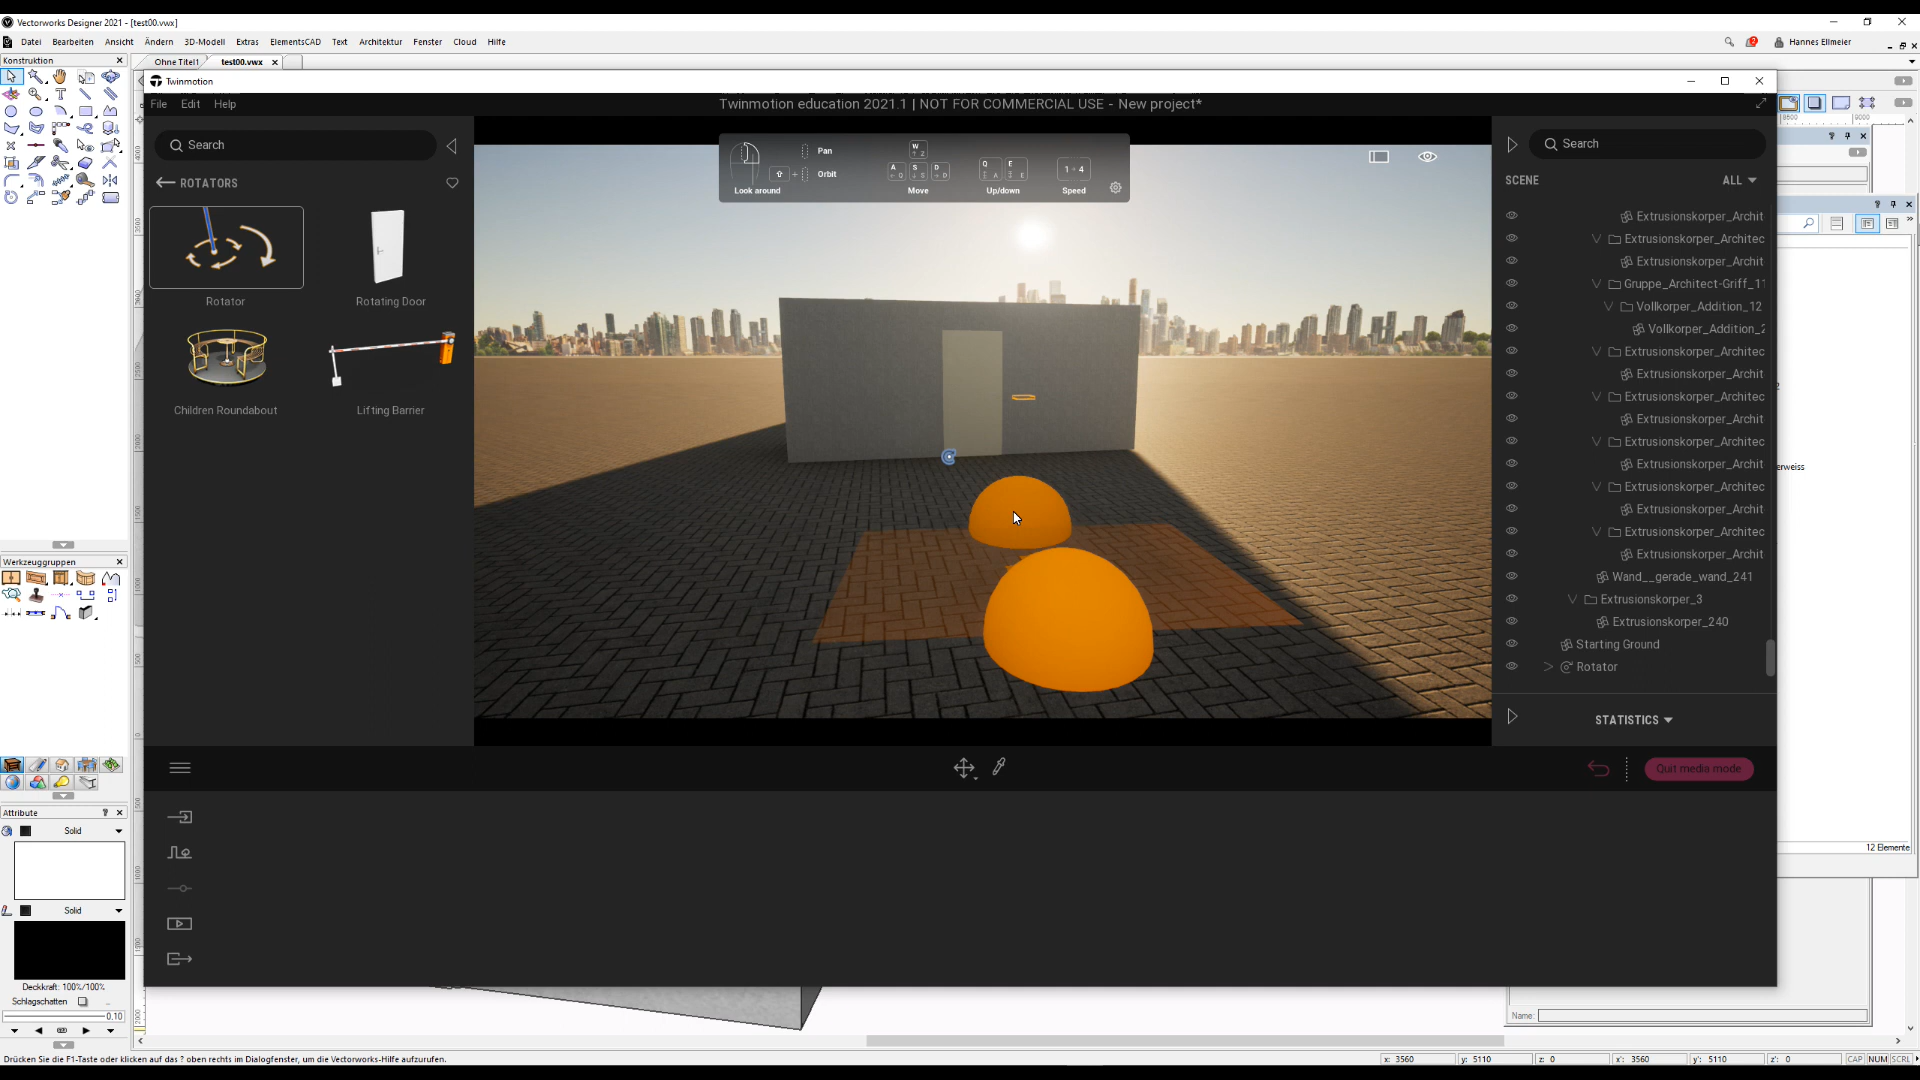 Vectorworks Designer 2021 - [test00.vwx]
Datei Bearbeiten Ansicht Ändern 3D-Modell Extras ElementsCAD Text Architektur Fenster Cloud Hilfe
Hannes Ellmeier
Konstruktion
Ohne Titel1 test00.vwx
Twinmotion
File Edit Help
Twinmotion education 2021.1 | NOT FOR COMMERCIAL USE - New project*
Search
ROTATORS
Rotator
Rotating Door
Children Roundabout
Lifting Barrier
Pan
Orbit
Look around
Move
Up/down
Speed
Search
SCENE ALL
Extrusionskorper_Archit
Extrusionskorper_Architec
Extrusionskorper_Archit
Gruppe_Architect-Griff_11
Vollkorper_Addition_12
Vollkorper_Addition_2
Extrusionskorper_Architec
Extrusionskorper_Archit
Extrusionskorper_Architec
Extrusionskorper_Archit
Extrusionskorper_Architec
Extrusionskorper_Archit
Extrusionskorper_Architec
Extrusionskorper_Archit
Extrusionskorper_Architec
Extrusionskorper_Archit
Wand__gerade_wand_241
Extrusionskorper_3
Extrusionskorper_240
Starting Ground
Rotator
STATISTICS
Quit media mode
erweiss
12 Elemente
Werkzeuggruppen
Attribute
Solid
Solid
Deckkraft: 100%/100%
Schlagschatten
0.10
Name:
Drücken Sie die F1-Taste oder klicken auf das ? oben rechts im Dialogfenster, um die Vectorworks-Hilfe aufzurufen.
x: 3560 y: 5110 z: 0 x': 3560 y': 5110 z': 0 CAP NUM SCRL